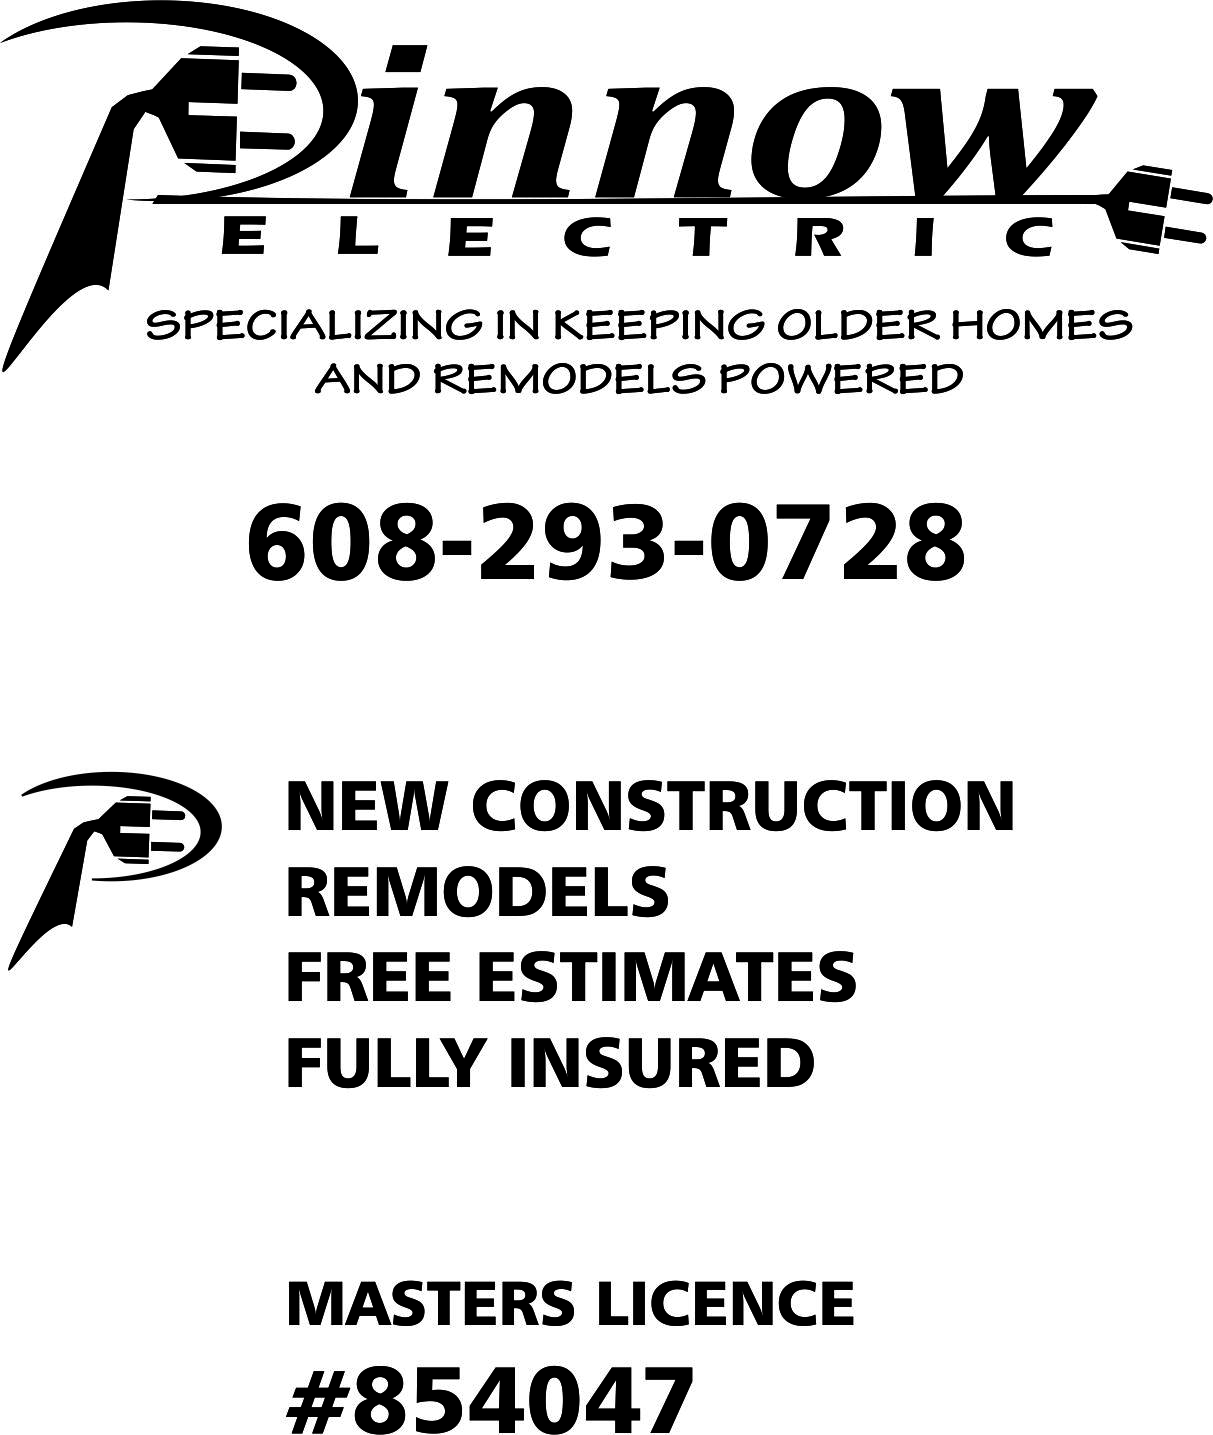 Pinnow
ELECTRIC
SPECIALIZING IN KEEPING OLDER HOMES
AND REMODELS POWERED
608-293-0728
P
NEW CONSTRUCTION
REMODELS
FREE ESTIMATES
FULLY INSURED
MASTERS LICENCE
#854047